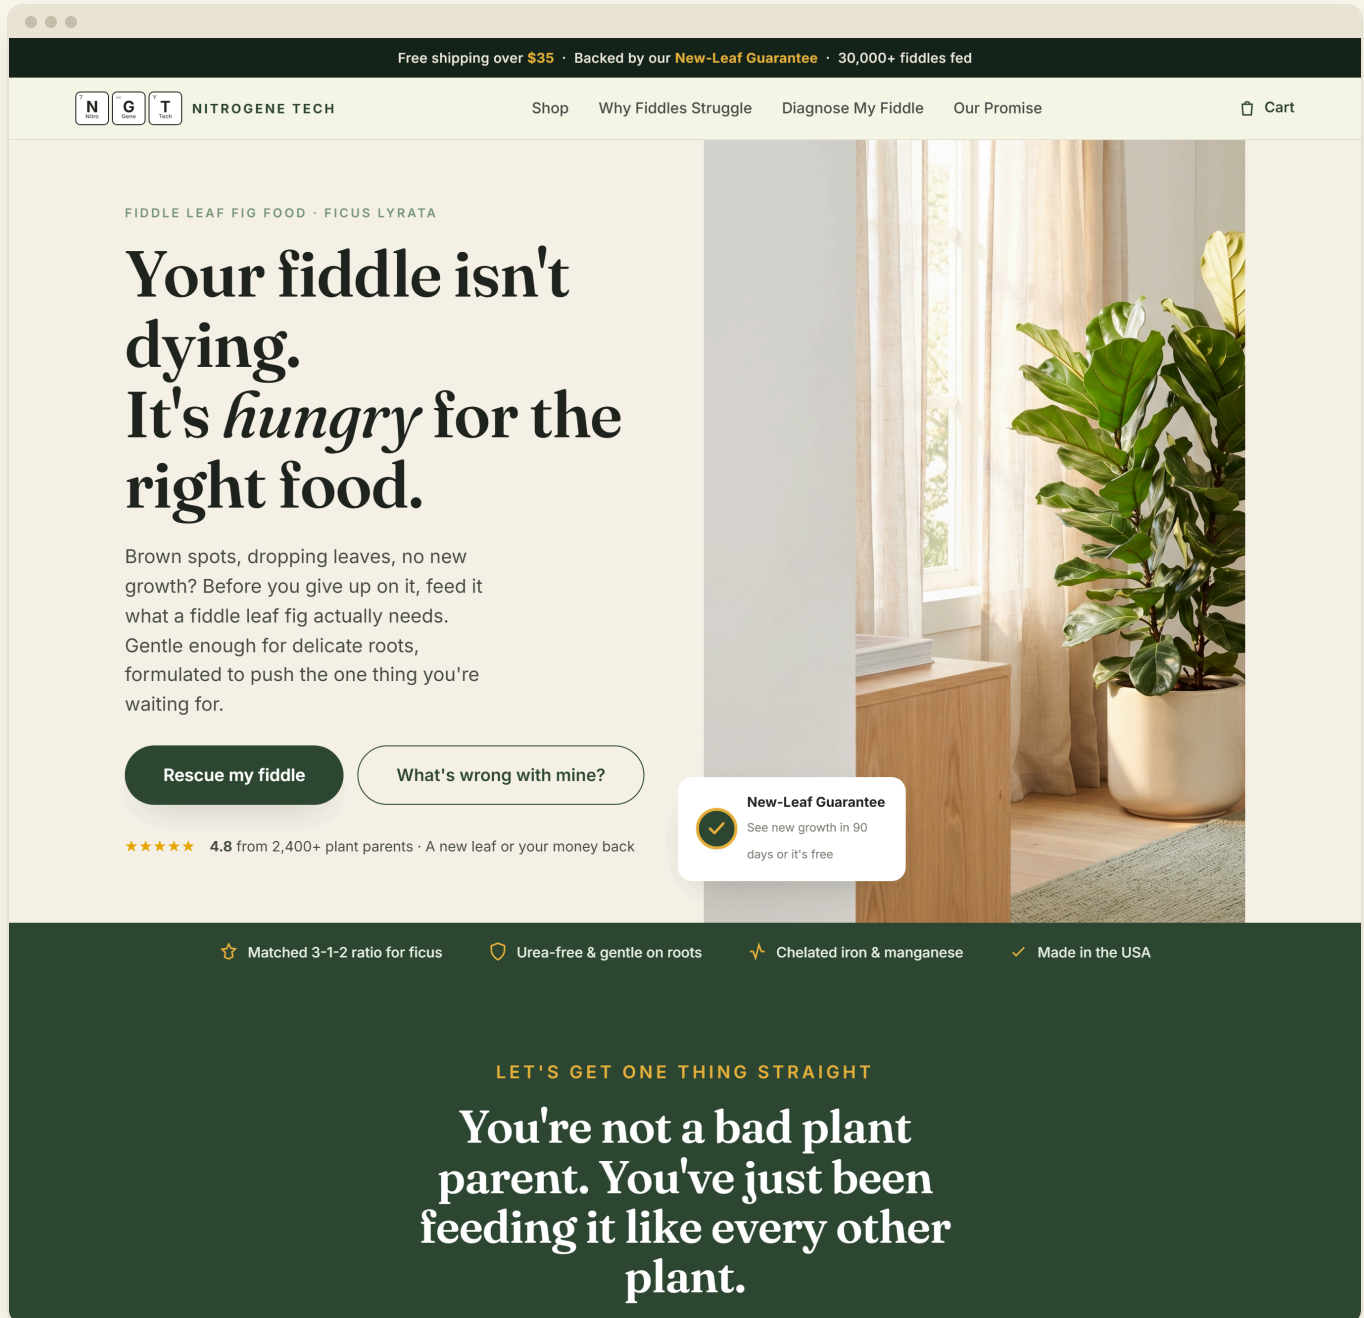 Free shipping over $35 · Backed by our New-Leaf Guarantee · 30,000+ fiddles fed
7 N Nitro
G Gene
Y T Tech
NITROGENE TECH
Shop
Why Fiddles Struggle
Diagnose My Fiddle
Our Promise
Cart
FIDDLE LEAF FIG FOOD · FICUS LYRATA
Your fiddle isn't
dying.
It's hungry for the
right food.
Brown spots, dropping leaves, no new
growth? Before you give up on it, feed it
what a fiddle leaf fig actually needs.
Gentle enough for delicate roots,
formulated to push the one thing you're
waiting for.
Rescue my fiddle
What's wrong with mine?
★★★★★ 4.8 from 2,400+ plant parents · A new leaf or your money back
New-Leaf Guarantee
See new growth in 90
days or it's free
Matched 3-1-2 ratio for ficus
Urea-free & gentle on roots
Chelated iron & manganese
Made in the USA
LET'S GET ONE THING STRAIGHT
You're not a bad plant
parent. You've just been
feeding it like every other
plant.